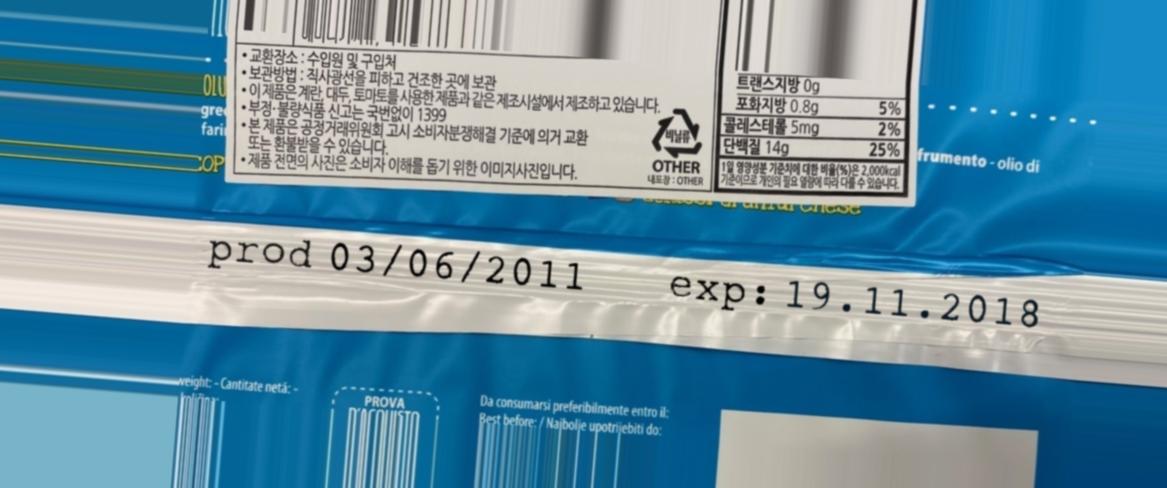 • 교환장소 : 수입원 및 구입처
• 보관방법 : 직사광선을 피하고 건조한 곳에 보관
• 이 제품은 계란, 대두, 토마토를 사용한 제품과 같은 제조시설에서 제조하고 있습니다.
• 부정·불량식품 신고는 국번없이 1399
• 본 제품은 공정거래위원회 고시 소비자분쟁해결 기준에 의거 교환
또는 환불받을 수 있습니다.
• 제품 전면의 사진은 소비자 이해를 돕기 위한 이미지사진입니다.
비닐류
OTHER
내포장 : OTHER
트랜스지방 0g
포화지방 0.8g 5%
콜레스테롤 5mg 2%
단백질 14g 25%
1일 영양성분 기준치에 대한 비율(%)은 2,000kcal
기준이므로 개인의 필요 열량에 따라 다를 수 있습니다.
frumento - olio di
prod 03/06/2011 exp: 19.11.2018
weight: - Cantitate netă: -
PROVA
D'ACQUISTO
Da consumarsi preferibilmente entro il:
Best before: / Najbolje upotrijebiti do: